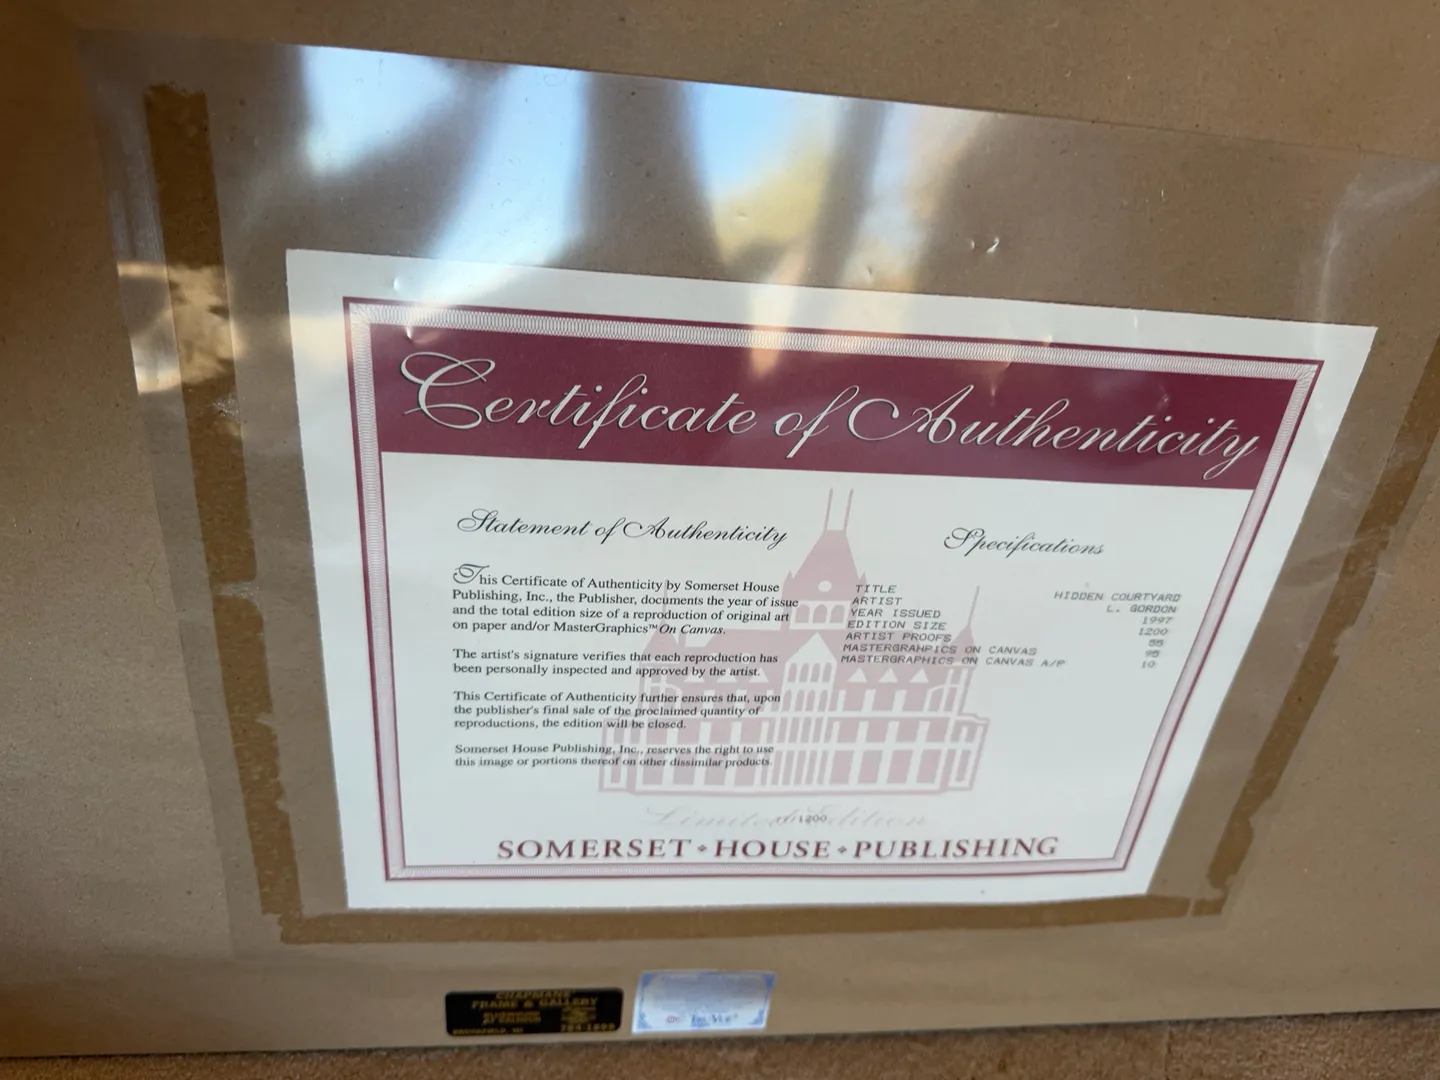 Certificate of Authenticity
Statement of Authenticity
This Certificate of Authenticity by Somerset House
Publishing, Inc., the Publisher, documents the year of issue
and the total edition size of a reproduction of original art
on paper and/or MasterGraphics™ On Canvas.
The artist's signature verifies that each reproduction has
been personally inspected and approved by the artist.
This Certificate of Authenticity further ensures that, upon
the publisher's final sale of the proclaimed quantity of
reproductions, the edition will be closed.
Somerset House Publishing, Inc., reserves the right to use
this image or portions thereof on other dissimilar products.
Specifications
TITLE HIDDEN COURTYARD
ARTIST L. GORDON
YEAR ISSUED 1997
EDITION SIZE 1200
ARTIST PROOFS
MASTERGRAHPICS ON CANVAS 95
MASTERGRAPHICS ON CANVAS A/P 10
Limited Edition
/1200
SOMERSET HOUSE PUBLISHING
CHAPMANS'
FRAME & GALLERY
BROOKFIELD, WI